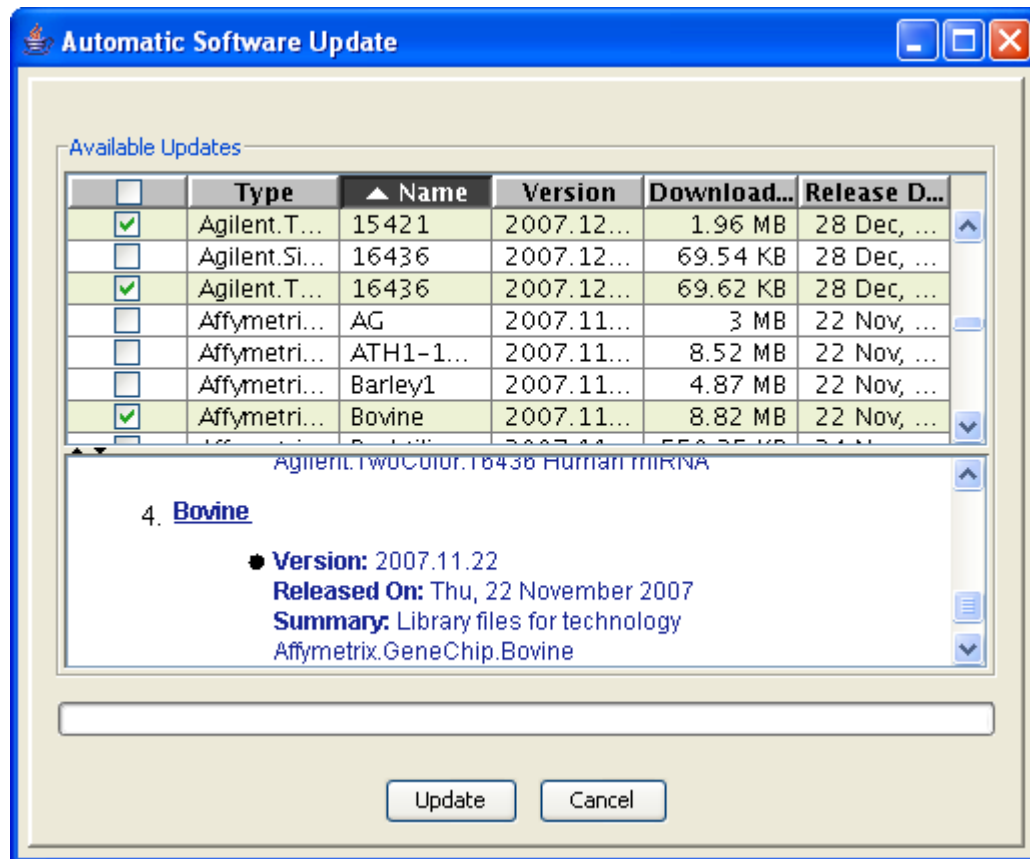 Automatic Software Update
Available Updates
Type ▲ Name Version Download... Release D...
Agilent.T... 15421 2007.12... 1.96 MB 28 Dec, ...
Agilent.Si... 16436 2007.12... 69.54 KB 28 Dec, ...
Agilent.T... 16436 2007.12... 69.62 KB 28 Dec, ...
Affymetri... AG 2007.11... 3 MB 22 Nov, ...
Affymetri... ATH1-1... 2007.11... 8.52 MB 22 Nov, ...
Affymetri... Barley1 2007.11... 4.87 MB 22 Nov, ...
Affymetri... Bovine 2007.11... 8.82 MB 22 Nov, ...
Agilent.TwoColor.16436 Human miRNA
4. Bovine
● Version: 2007.11.22
Released On: Thu, 22 November 2007
Summary: Library files for technology
Affymetrix.GeneChip.Bovine
Update Cancel